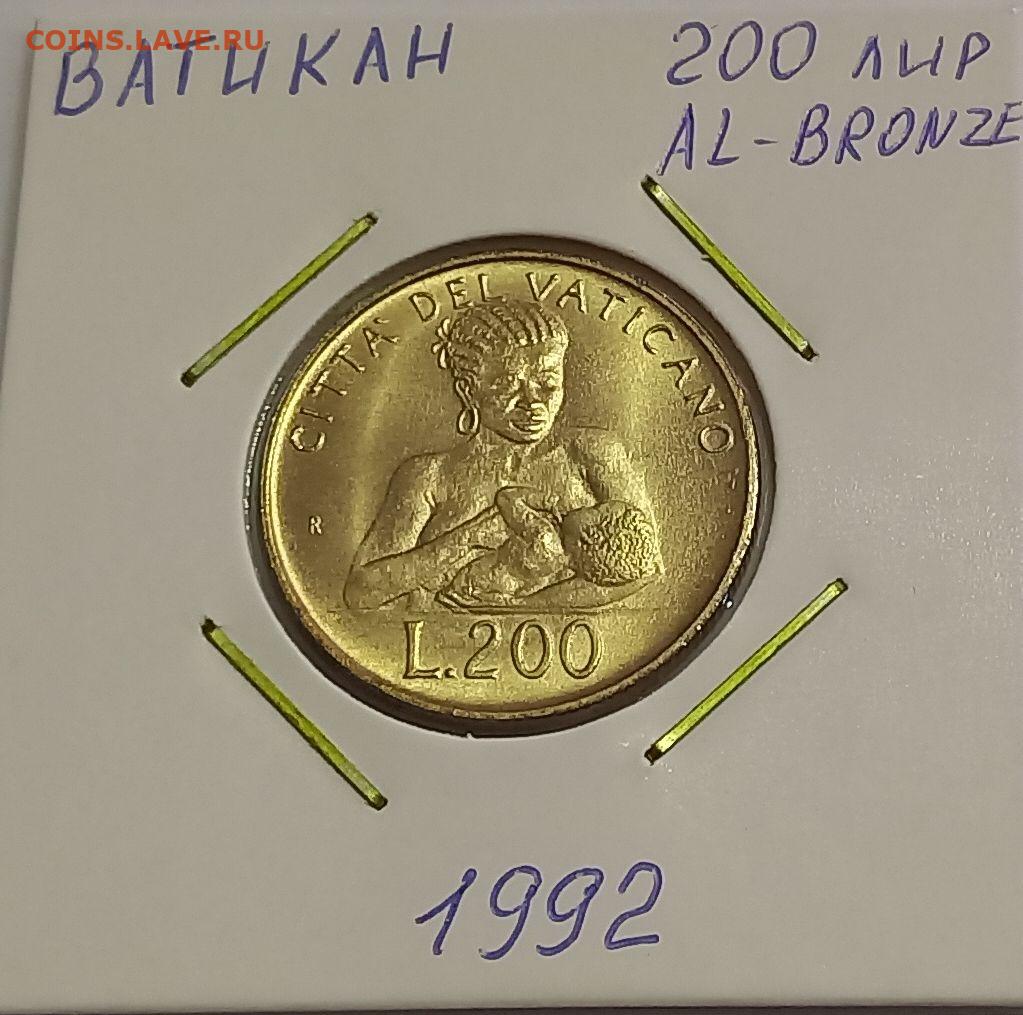 COINS.LAVE.RU
ВАТИКАН
200 ЛИР
AL-BRONZE
CITTA' DEL VATICANO
R
L.200
1992